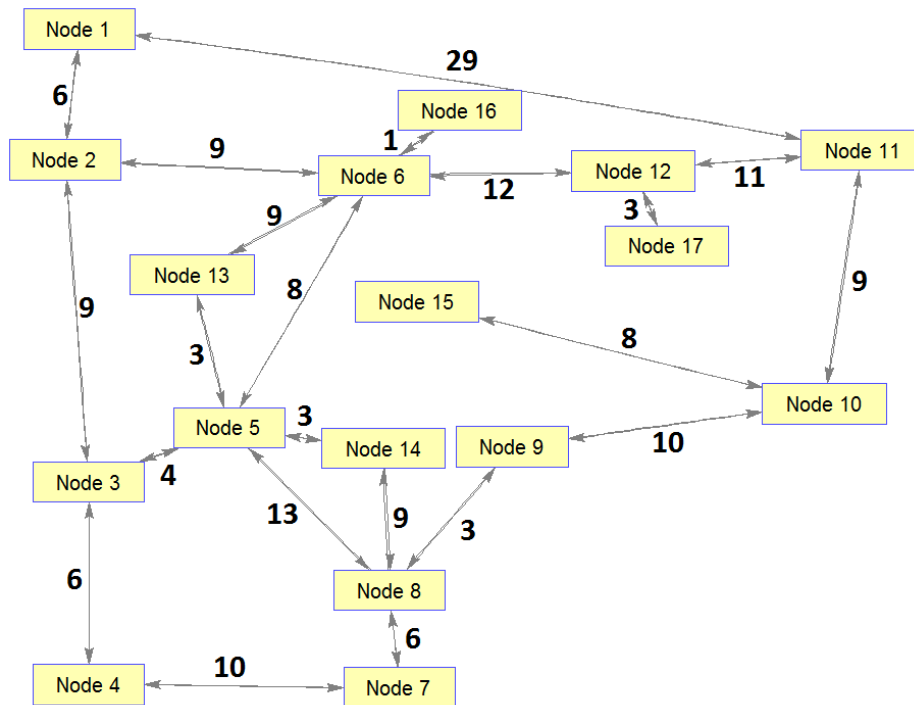 Node 1
29
6
Node 16
1
Node 2
9
Node 6
12
Node 12
11
Node 11
3
Node 17
9
Node 13
8
Node 15
9
9
3
8
Node 5
3
Node 10
Node 14
Node 9
10
Node 3
4
13
9
3
6
Node 8
6
Node 4
10
Node 7